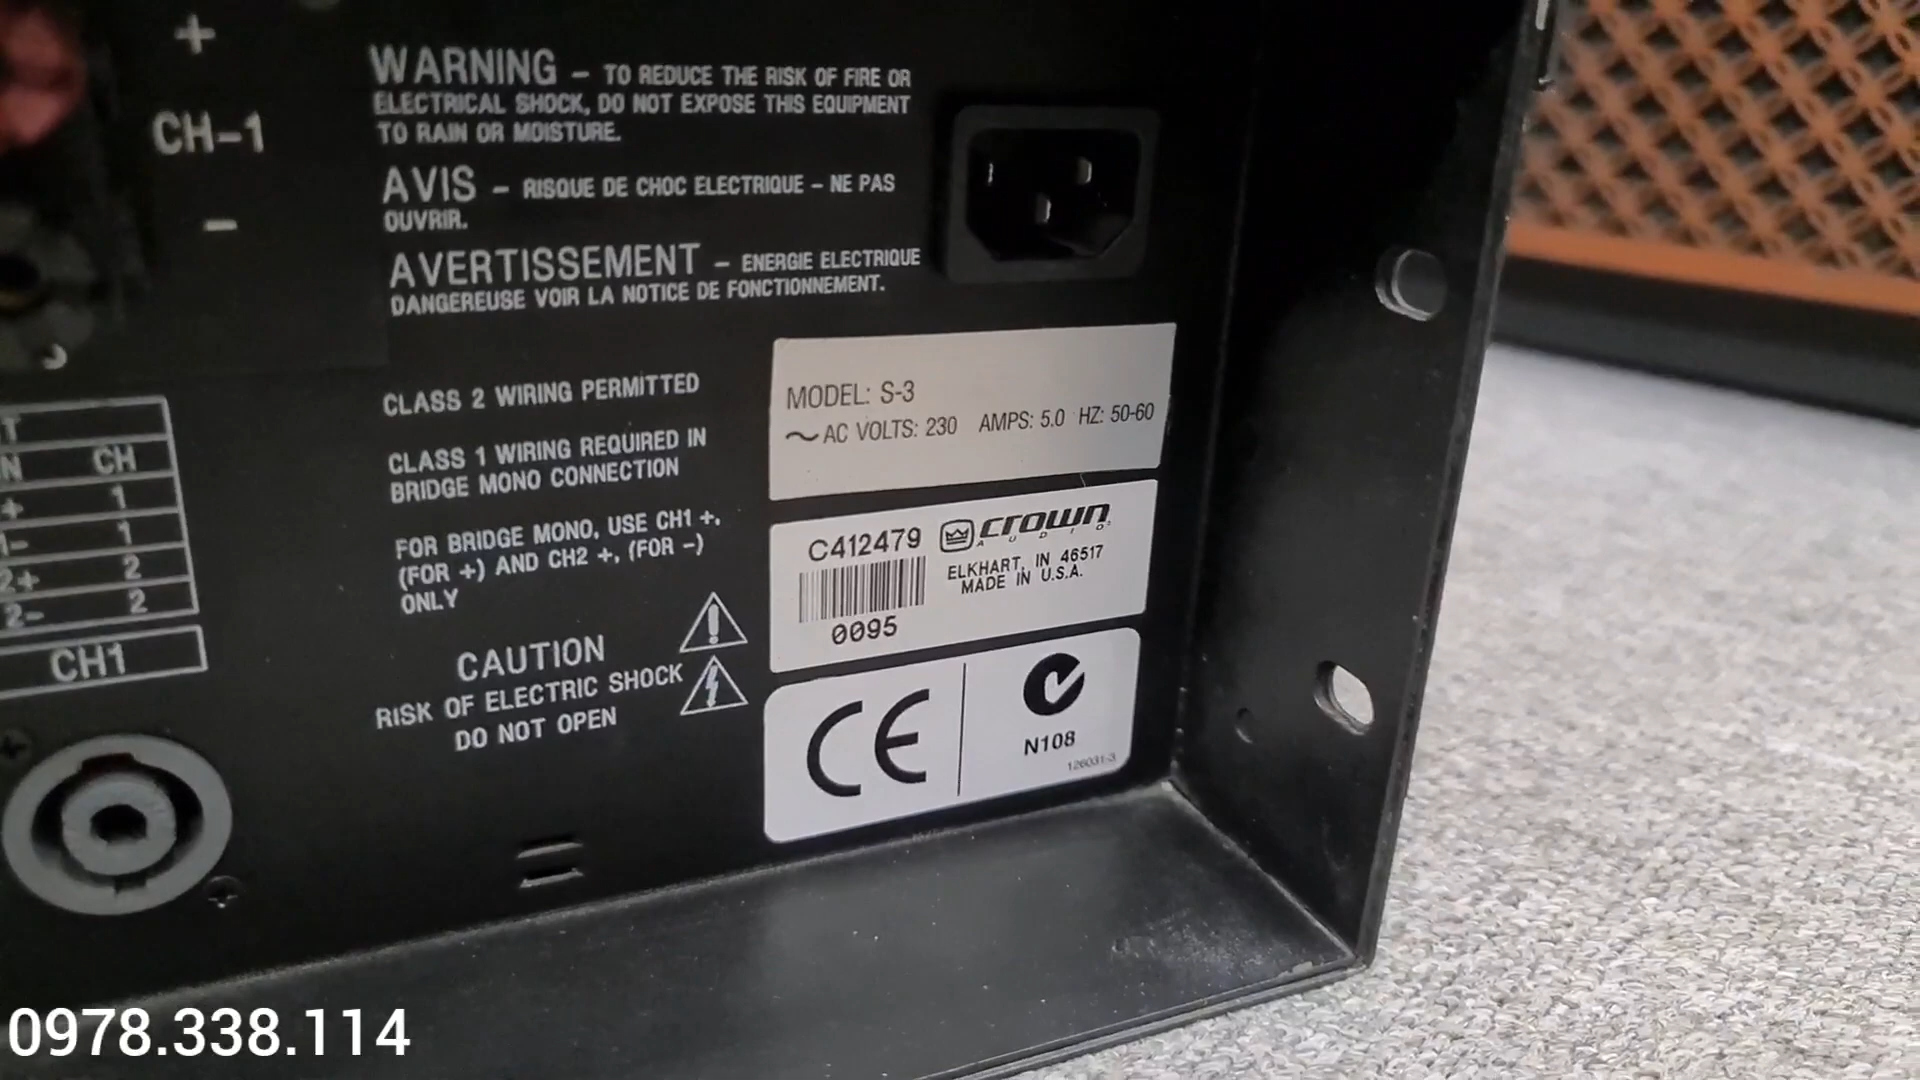 +
CH-1
−
WARNING – TO REDUCE THE RISK OF FIRE OR
ELECTRICAL SHOCK, DO NOT EXPOSE THIS EQUIPMENT
TO RAIN OR MOISTURE.
AVIS – RISQUE DE CHOC ELECTRIQUE – NE PAS
OUVRIR.
AVERTISSEMENT – ENERGIE ELECTRIQUE
DANGEREUSE VOIR LA NOTICE DE FONCTIONNEMENT.
CLASS 2 WIRING PERMITTED
CLASS 1 WIRING REQUIRED IN
BRIDGE MONO CONNECTION
FOR BRIDGE MONO, USE CH1 +,
(FOR +) AND CH2 +, (FOR –)
ONLY
CAUTION
RISK OF ELECTRIC SHOCK
DO NOT OPEN
CH
+ 1
1- 1
2+ 2
2- 2
CH1
MODEL: S-3
~AC VOLTS: 230 AMPS: 5.0 HZ: 50-60
C412479
0095
crown
AUDIO
ELKHART, IN 46517
MADE IN U.S.A.
CE
N108
126031-3
0978.338.114